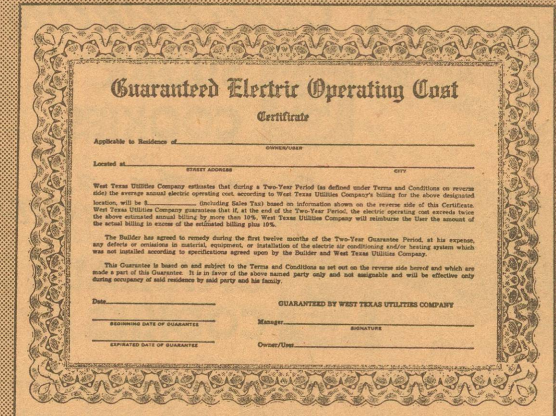 Guaranteed Electric Operating Cost
Certificate
Applicable to Residence of
OWNER/USER
Located at
STREET ADDRESS CITY
West Texas Utilities Company estimates that during a Two-Year Period (as defined under Terms and Conditions on reverse
side) the average annual electric operating cost, according to West Texas Utilities Company's billing for the above designated
location, will be $ (including Sales Tax) based on information shown on the reverse side of this Certificate.
West Texas Utilities Company guarantees that if, at the end of the Two-Year Period, the electric operating cost exceeds twice
the above estimated annual billing by more than 10%, West Texas Utilities Company will reimburse the User the amount of
the actual billing in excess of the estimated billing plus 10%.
The Builder has agreed to remedy during the first twelve months of the Two-Year Guarantee Period, at his expense,
any defects or omissions in material, equipment, or installation of the electric air conditioning and/or heating system which
was not installed according to specifications agreed upon by the Builder and West Texas Utilities Company.
This Guarantee is based on and subject to the Terms and Conditions as set out on the reverse side hereof and which are
made a part of this Guarantee. It is in favor of the above named party only and not assignable and will be effective only
during occupancy of said residence by said party and his family.
Date GUARANTEED BY WEST TEXAS UTILITIES COMPANY
BEGINNING DATE OF GUARANTEE Manager
SIGNATURE
EXPIRATED DATE OF GUARANTEE Owner/User